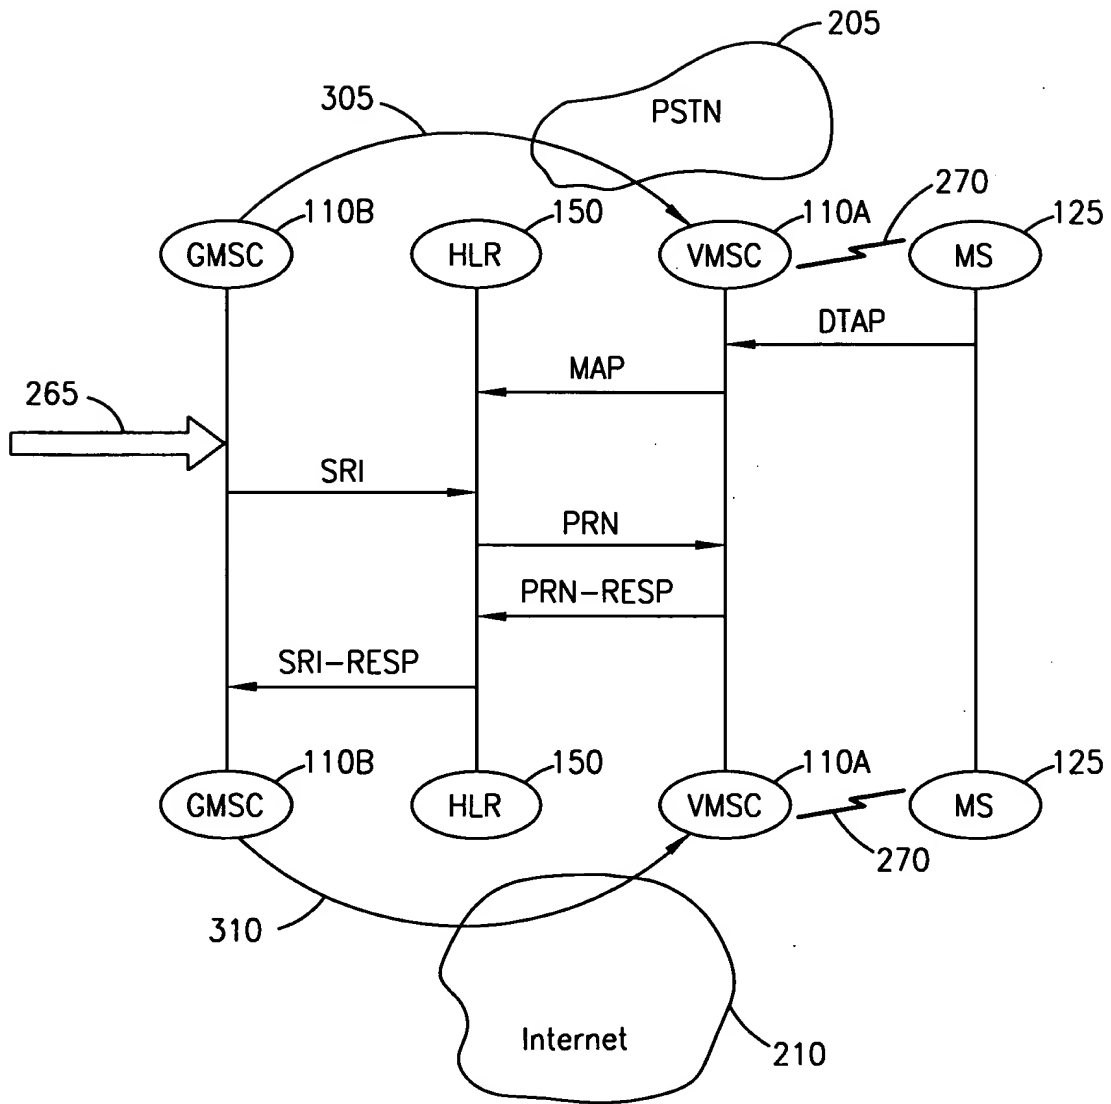 205
305
PSTN
270
110B
150
110A
125
GMSC
HLR
VMSC
MS
DTAP
MAP
265
SRI
PRN
PRN-RESP
SRI-RESP
110B
150
110A
125
GMSC
HLR
VMSC
MS
270
310
Internet
210